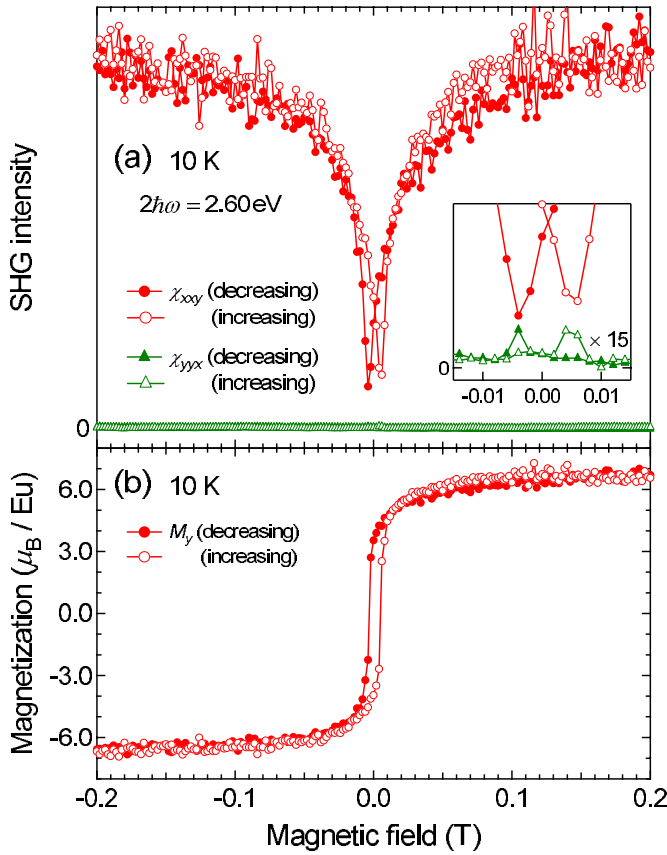 (a) 10 K
2ħω = 2.60 eV
SHG intensity
χxxy (decreasing)
(increasing)
χyyx (decreasing)
(increasing)
× 15
0
-0.01 0.00 0.01
0
(b) 10 K
My (decreasing)
(increasing)
Magnetization (μB / Eu)
6.0
3.0
0.0
-3.0
-6.0
-0.2 -0.1 0.0 0.1 0.2
Magnetic field (T)